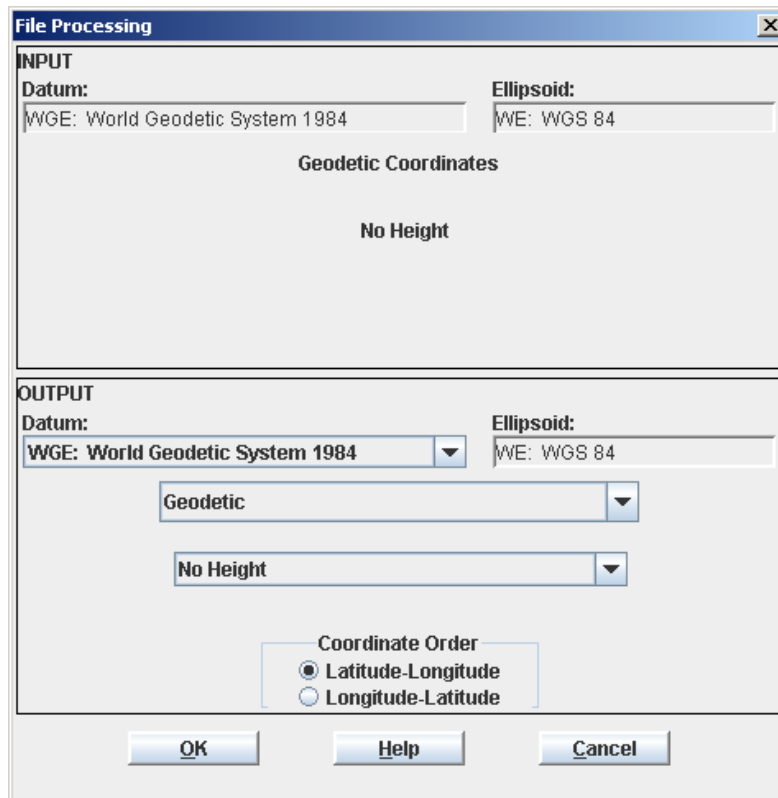 File Processing
INPUT
Datum: Ellipsoid:
WGE: World Geodetic System 1984 WE: WGS 84
Geodetic Coordinates
No Height
OUTPUT
Datum: Ellipsoid:
WGE: World Geodetic System 1984 WE: WGS 84
Geodetic
No Height
Coordinate Order
Latitude-Longitude
Longitude-Latitude
OK Help Cancel